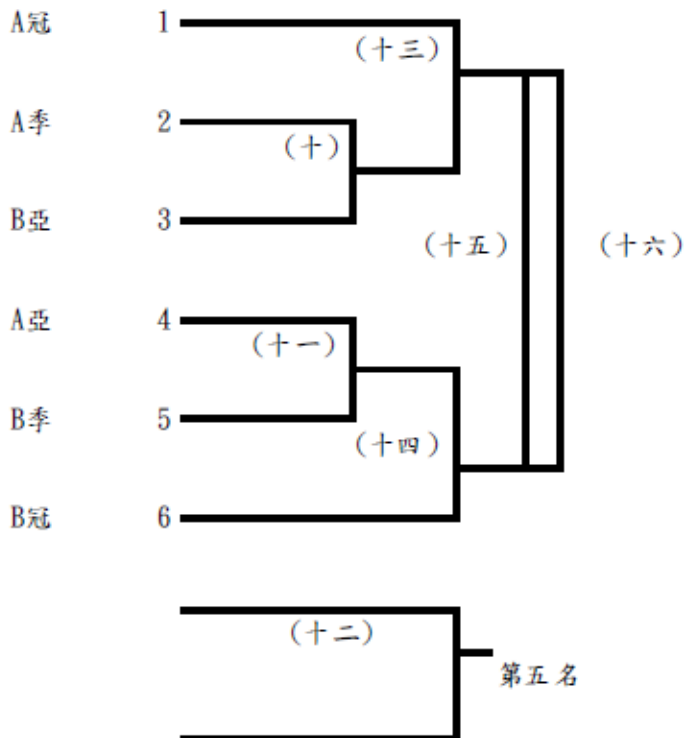 A冠 1
(十三)
A季 2
(十)
B亞 3
(十五) (十六)
A亞 4
(十一)
B季 5
(十四)
B冠 6
(十二)
第五名